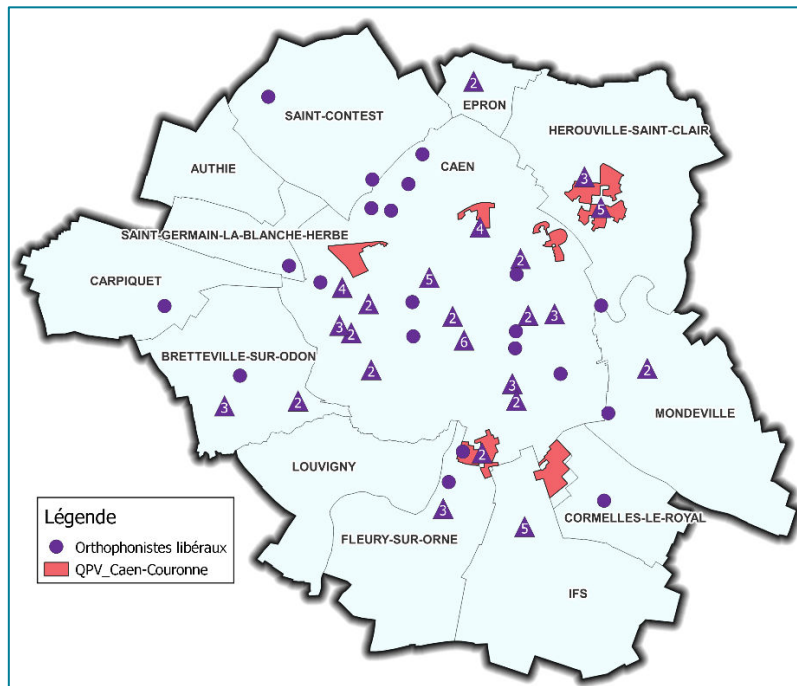 2
EPRON
SAINT-CONTEST
HEROUVILLE-SAINT-CLAIR
AUTHIE
CAEN
3
5
SAINT-GERMAIN-LA-BLANCHE-HERBE
4
2
CARPIQUET
5
4
2
2
2
3
3
2
6
BRETTEVILLE-SUR-ODON
2
2
3
2
3
2
MONDEVILLE
2
LOUVIGNY
Légende
Orthophonistes libéraux
QPV_Caen-Couronne
3
5
CORMELLES-LE-ROYAL
FLEURY-SUR-ORNE
IFS